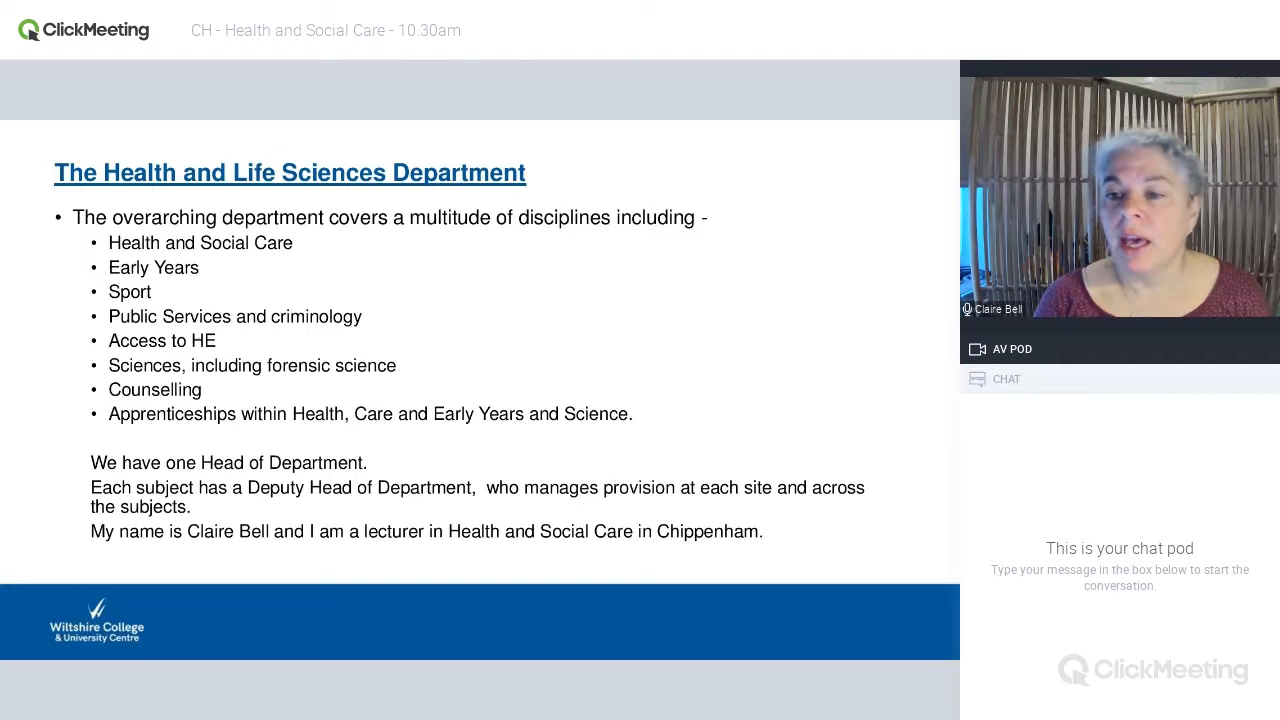 ClickMeeting
CH - Health and Social Care - 10.30am
The Health and Life Sciences Department
• The overarching department covers a multitude of disciplines including -
• Health and Social Care
• Early Years
• Sport
• Public Services and criminology
• Access to HE
• Sciences, including forensic science
• Counselling
• Apprenticeships within Health, Care and Early Years and Science.
We have one Head of Department.
Each subject has a Deputy Head of Department, who manages provision at each site and across
the subjects.
My name is Claire Bell and I am a lecturer in Health and Social Care in Chippenham.
Wiltshire College
& University Centre
Claire Bell
AV POD
CHAT
This is your chat pod
Type your message in the box below to start the
conversation.
ClickMeeting